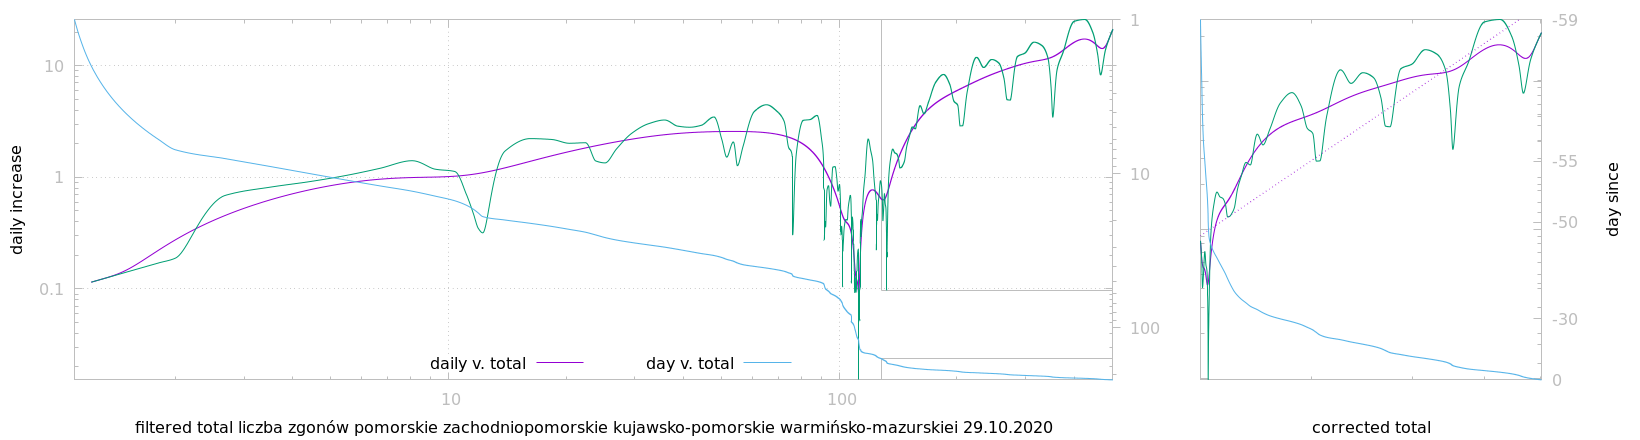 daily increase
10
1
0.1
daily v. total
day v. total
1
10
100
10
100
filtered total liczba zgonów pomorskie zachodniopomorskie kujawsko-pomorskie warmińsko-mazurskiei 29.10.2020
-59
-55
-50
-30
0
day since
corrected total